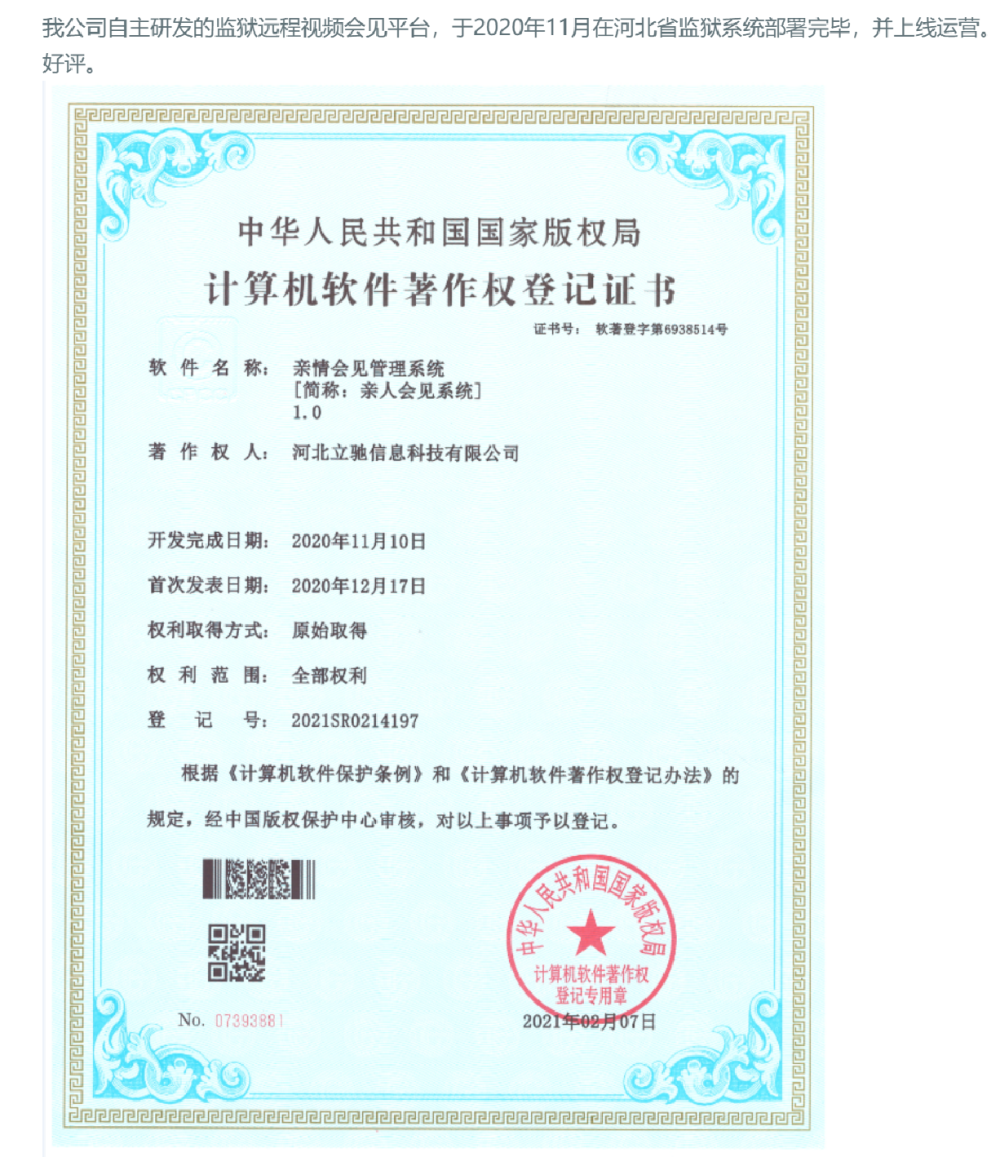 我公司自主研发的监狱远程视频会见平台，于2020年11月在河北省监狱系统部署完毕，并上线运营。
好评。
中华人民共和国国家版权局
计算机软件著作权登记证书
证书号： 软著登字第6938514号
软件名称： 亲情会见管理系统
[简称：亲人会见系统]
1.0
著作权人： 河北立驰信息科技有限公司
开发完成日期： 2020年11月10日
首次发表日期： 2020年12月17日
权利取得方式： 原始取得
权利范围： 全部权利
登记号： 2021SR0214197
根据《计算机软件保护条例》和《计算机软件著作权登记办法》的
规定，经中国版权保护中心审核，对以上事项予以登记。
中华人民共和国国家版权局
计算机软件著作权
登记专用章
No. 07393881
2021年02月07日